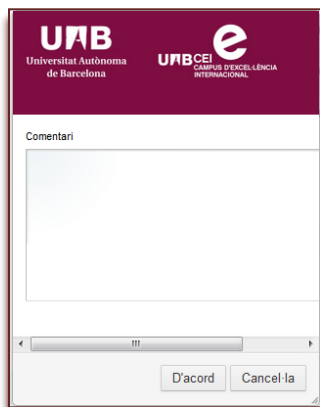 UAB
Universitat Autònoma
de Barcelona
UAB CEI
CAMPUS D'EXCEL·LÈNCIA
INTERNACIONAL
Comentari
D'acord
Cancel·la